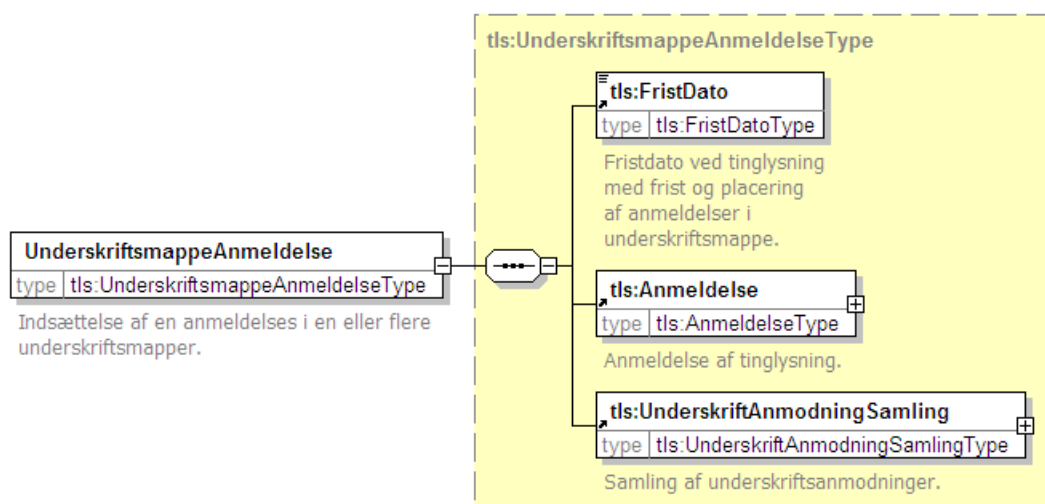 tls:UnderskriftsmappeAnmeldelseType
tls:FristDato
type tls:FristDatoType
Fristdato ved tinglysning
med frist og placering
af anmeldelser i
underskriftsmappe.
UnderskriftsmappeAnmeldelse
type tls:UnderskriftsmappeAnmeldelseType
Indsættelse af en anmeldelses i en eller flere
underskriftsmapper.
tls:Anmeldelse
type tls:AnmeldelseType
Anmeldelse af tinglysning.
tls:UnderskriftAnmodningSamling
type tls:UnderskriftAnmodningSamlingType
Samling af underskriftsanmodninger.